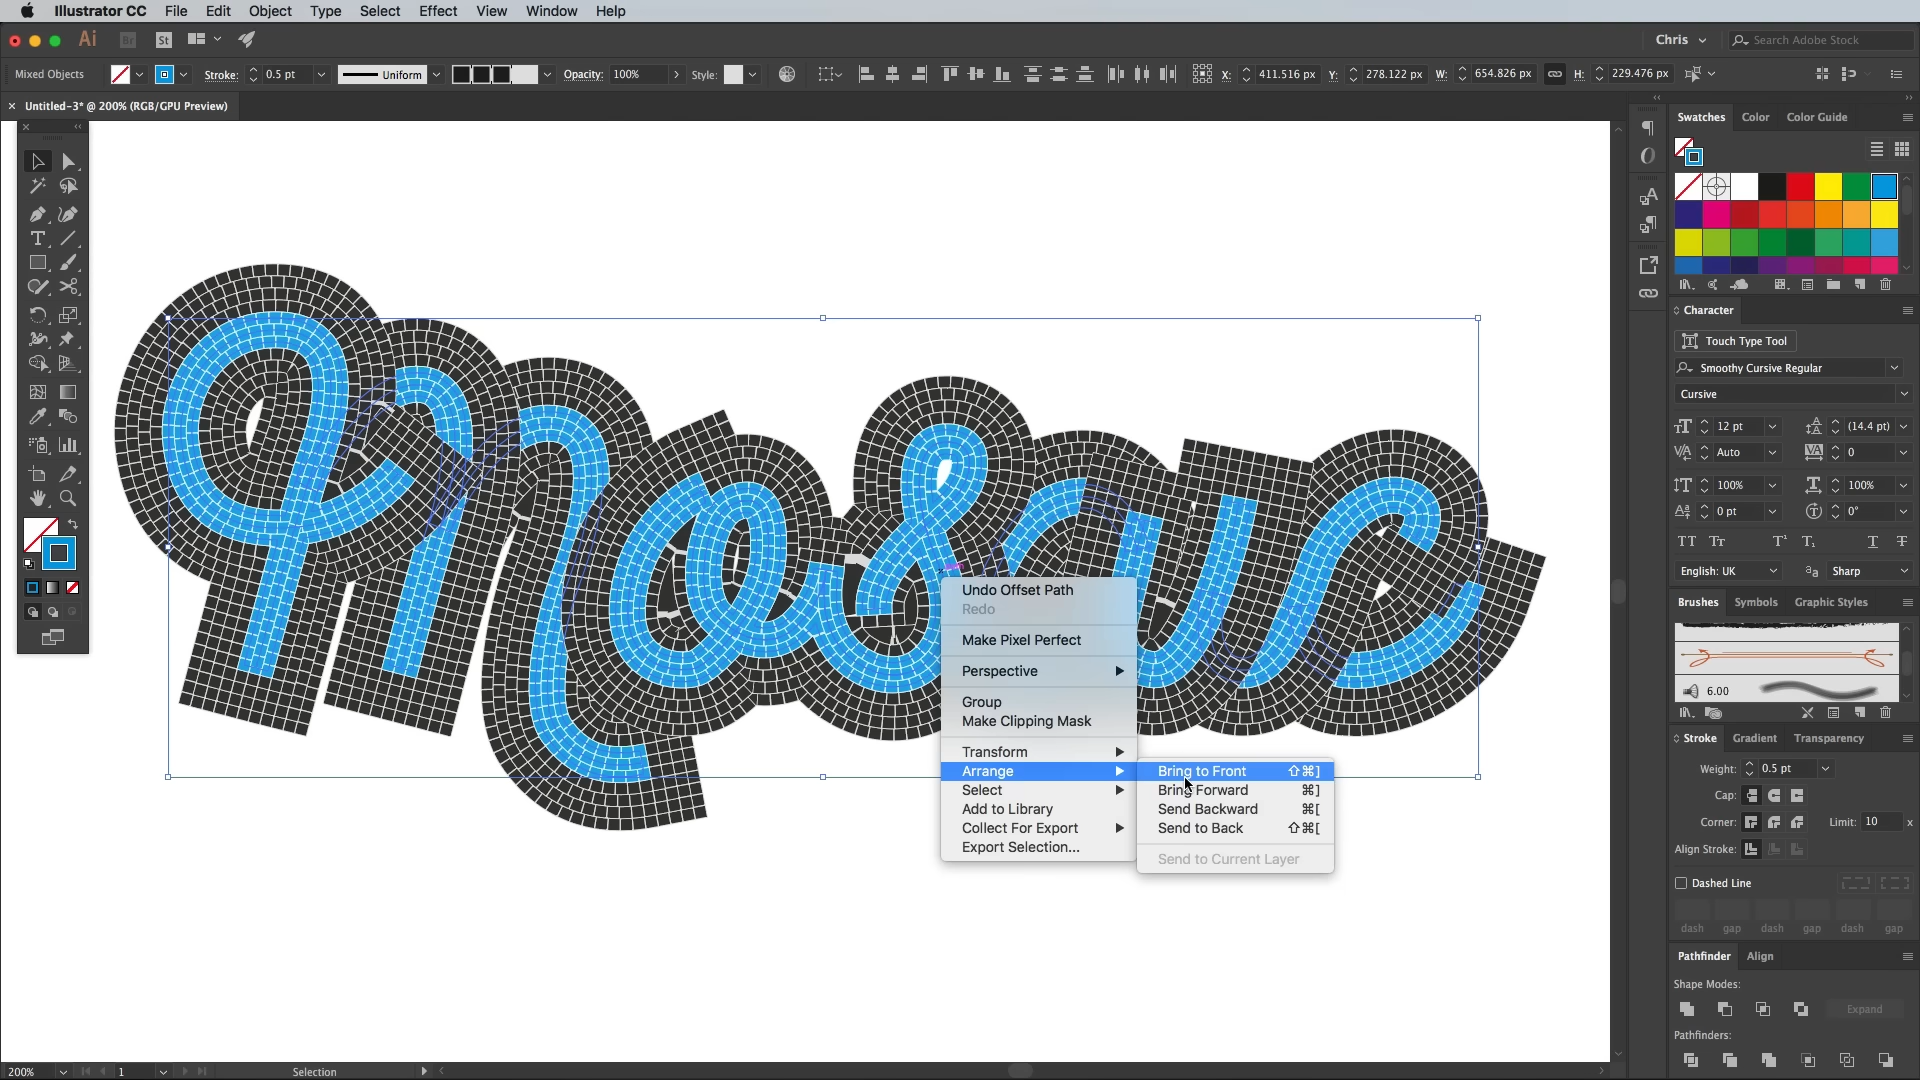 Illustrator CC File Edit Object Type Select Effect View Window Help
Ai Br St Chris Search Adobe Stock
Mixed Objects Stroke: 0.5 pt Uniform Opacity: 100% Style: X: 411.516 px Y: 278.122 px W: 654.826 px H: 229.476 px
Untitled-3* @ 200% (RGB/GPU Preview)
Undo Offset Path
Redo
Make Pixel Perfect
Perspective
Group
Make Clipping Mask
Transform
Arrange
Select
Add to Library
Collect For Export
Export Selection...
Bring to Front ⇧⌘]
Bring Forward ⌘]
Send Backward ⌘[
Send to Back ⇧⌘[
Send to Current Layer
Swatches Color Color Guide
Character
Touch Type Tool
Smoothy Cursive Regular
Cursive
12 pt (14.4 pt)
Auto 0
100% 100%
0 pt 0°
English: UK Sharp
Brushes Symbols Graphic Styles
6.00
Stroke Gradient Transparency
Weight: 0.5 pt
Cap:
Corner: Limit: 10 x
Align Stroke:
Dashed Line
dash gap dash gap dash gap
Pathfinder Align
Shape Modes:
Expand
Pathfinders:
200% 1 Selection